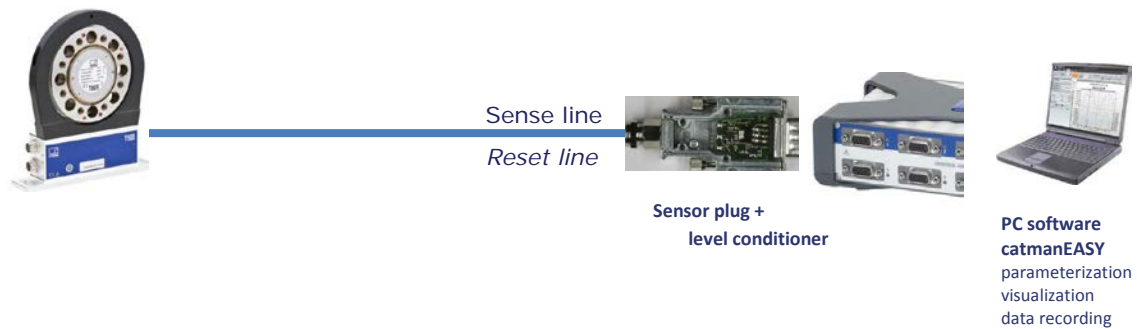 Sense line
Reset line
Sensor plug +
level conditioner
PC software
catmanEASY
parameterization
visualization
data recording